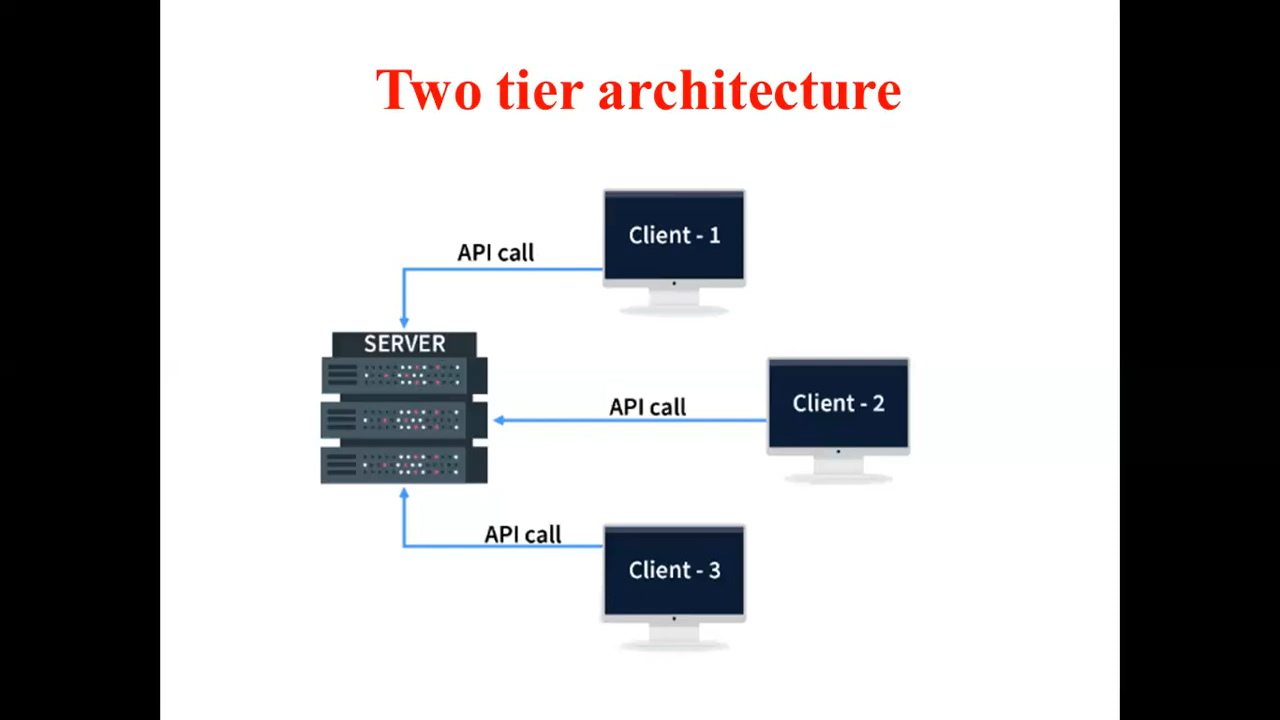 Two tier architecture
Client - 1
API call
SERVER
API call
Client - 2
API call
Client - 3